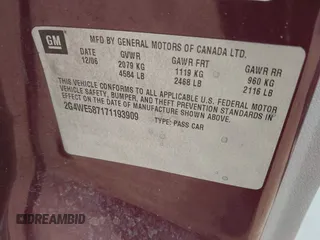 GM
MFD BY GENERAL MOTORS OF CANADA LTD.
DATE GVWR GAWR FRT GAWR RR
12/06 2079 KG 1119 KG 960 KG
4584 LB 2468 LB 2116 LB
THIS VEHICLE CONFORMS TO ALL APPLICABLE U.S. FEDERAL MOTOR
VEHICLE SAFETY, BUMPER, AND THEFT PREVENTION STANDARDS IN
EFFECT ON THE DATE OF MANUFACTURE SHOWN ABOVE.
2G4WE587171193909
TYPE: PASS CAR
DREAMBID